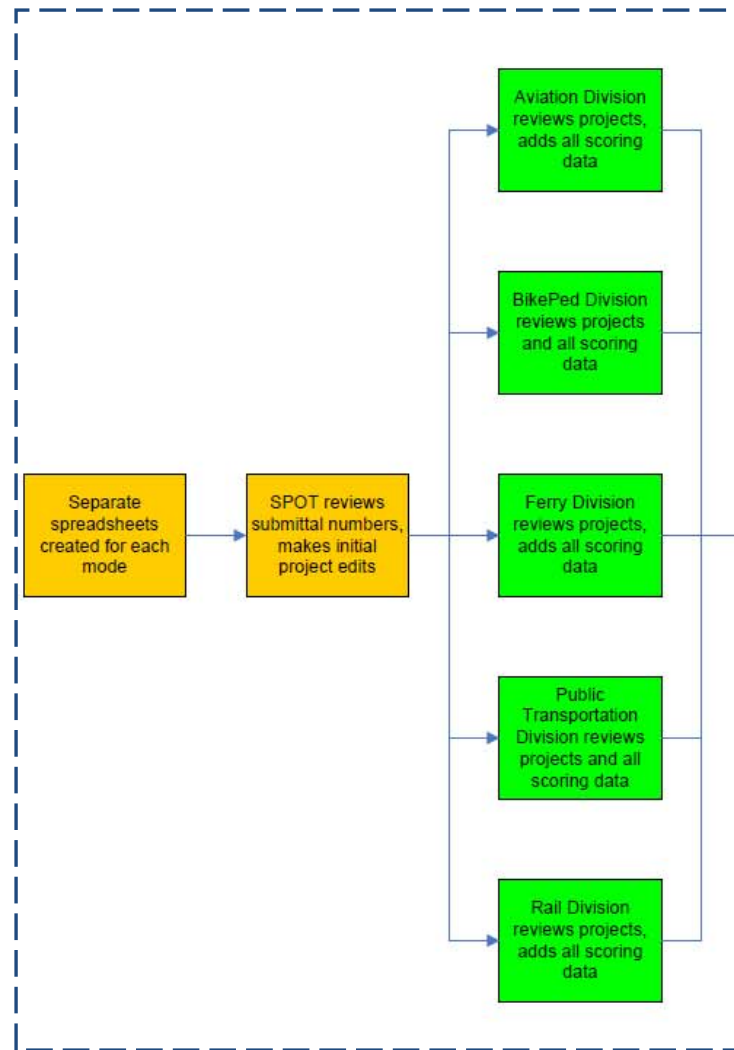 Separate
spreadsheets
created for each
mode
SPOT reviews
submittal numbers,
makes initial
project edits
Aviation Division
reviews projects,
adds all scoring
data
BikePed Division
reviews projects
and all scoring
data
Ferry Division
reviews projects,
adds all scoring
data
Public
Transportation
Division reviews
projects and all
scoring data
Rail Division
reviews projects,
adds all scoring
data